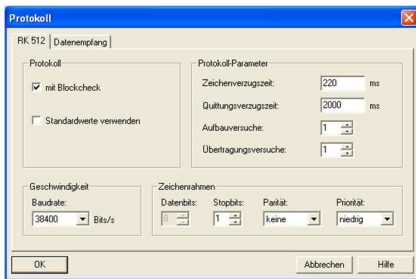 Protokoll
RK 512 Datenempfang
Protokoll
mit Blockcheck
Standardwerte verwenden
Protokoll-Parameter
Zeichenverzugszeit: 220 ms
Quittungsverzugszeit: 2000 ms
Aufbauversuche: 1
Übertragungsversuche: 1
Geschwindigkeit
Baudrate:
38400 Bits/s
Zeichenrahmen
Datenbits: Stopbits: Parität: Priorität:
8 1 keine niedrig
OK Abbrechen Hilfe